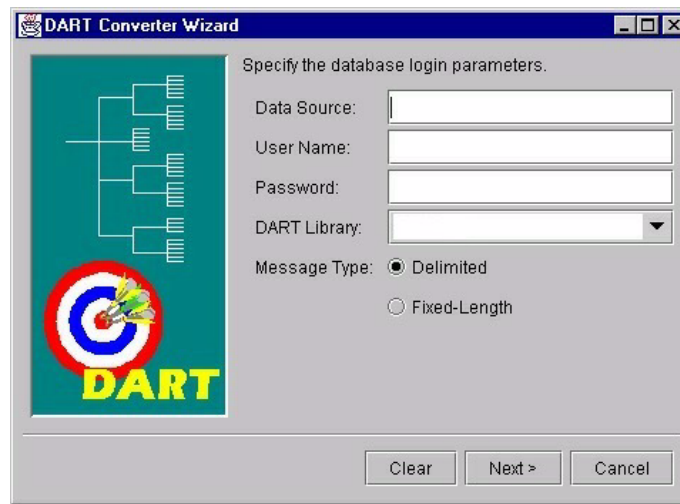 DART Converter Wizard
Specify the database login parameters.
Data Source:
User Name:
Password:
DART Library:
Message Type: Delimited
Fixed-Length
DART
Clear Next > Cancel